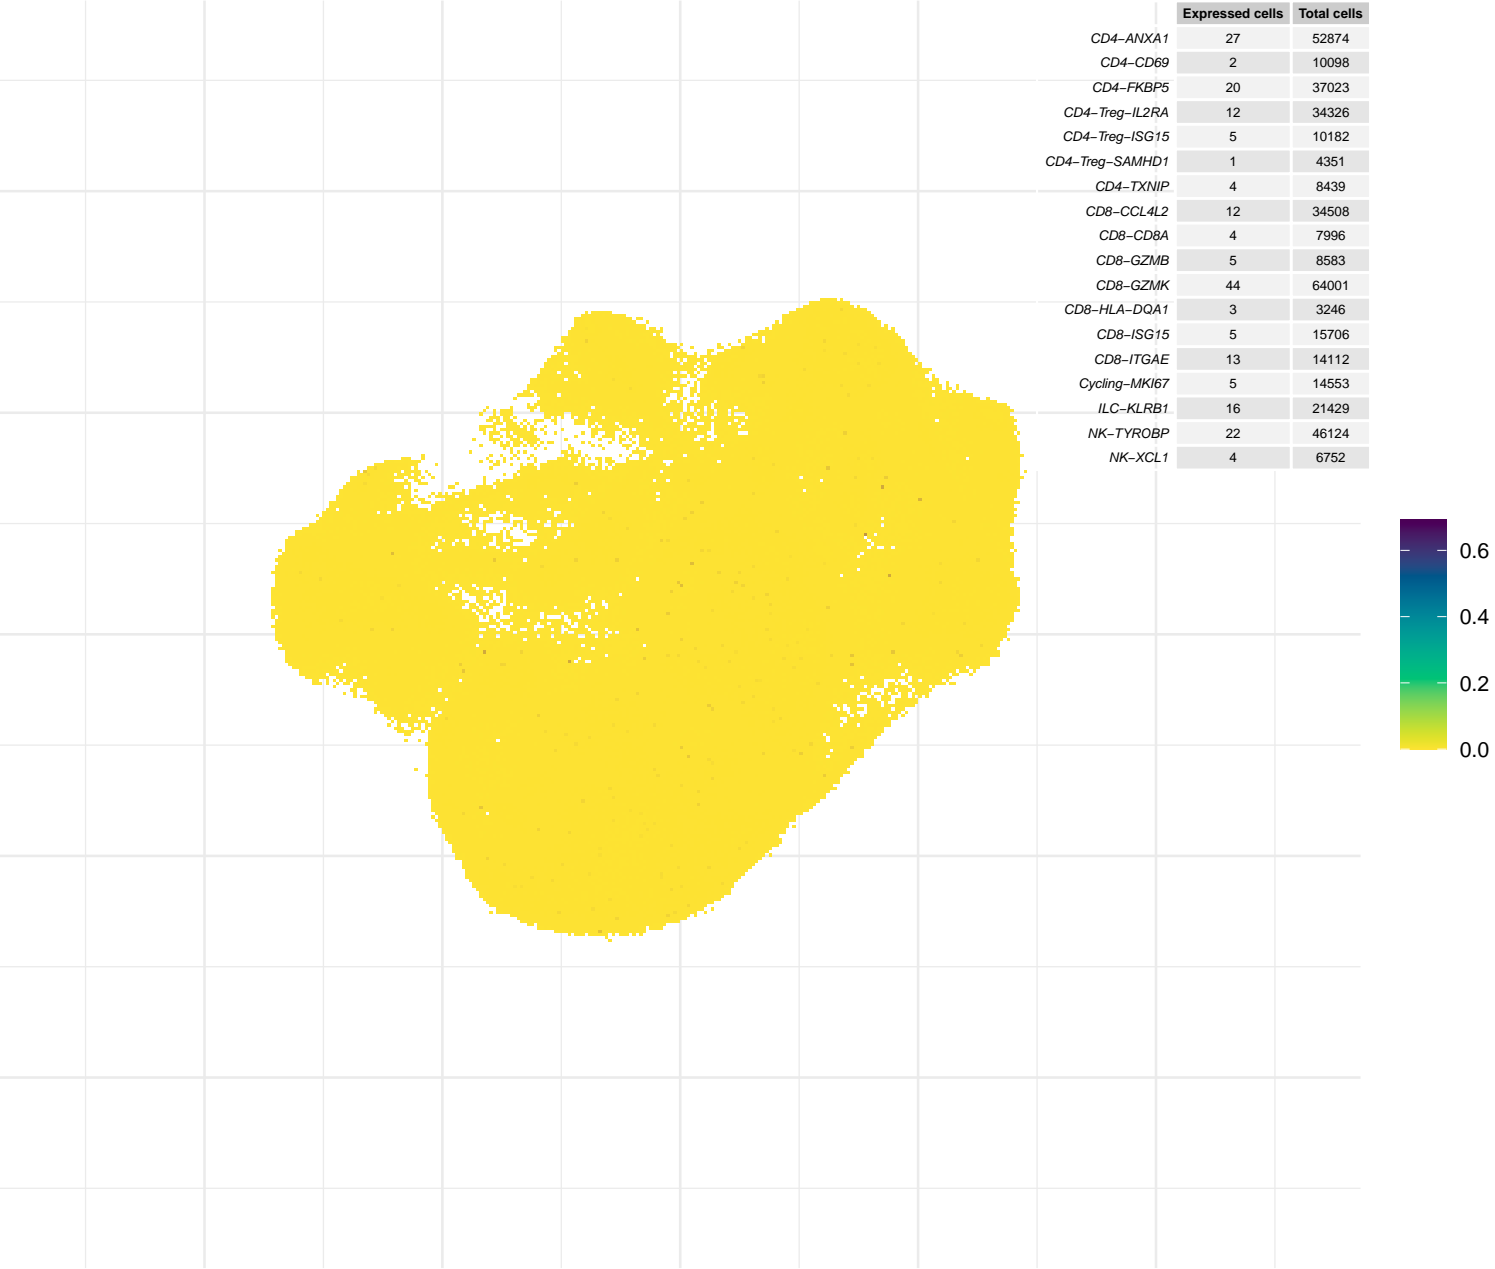 Expressed cells Total cells
CD4−ANXA1 27 52874
CD4−CD69 2 10098
CD4−FKBP5 20 37023
CD4−Treg−IL2RA 12 34326
CD4−Treg−ISG15 5 10182
CD4−Treg−SAMHD1 1 4351
CD4−TXNIP 4 8439
CD8−CCL4L2 12 34508
CD8−CD8A 4 7996
CD8−GZMB 5 8583
CD8−GZMK 44 64001
CD8−HLA−DQA1 3 3246
CD8−ISG15 5 15706
CD8−ITGAE 13 14112
Cycling−MKI67 5 14553
ILC−KLRB1 16 21429
NK−TYROBP 22 46124
NK−XCL1 4 6752
0.6
0.4
0.2
0.0